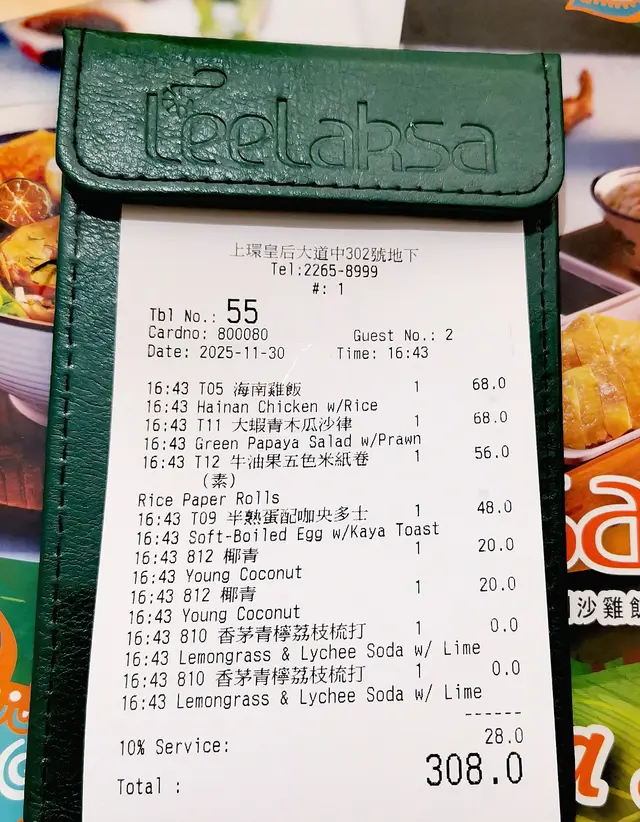 Leelaksa
上環皇后大道中302號地下
Tel:2265-8999
#: 1
Tbl No.: 55
Cardno: 800080 Guest No.: 2
Date: 2025-11-30 Time: 16:43
16:43 T05 海南雞飯 1 68.0
16:43 Hainan Chicken w/Rice
16:43 T11 大蝦青木瓜沙律 1 68.0
16:43 Green Papaya Salad w/Prawn
16:43 T12 牛油果五色米紙卷 1 56.0
(素)
Rice Paper Rolls
16:43 T09 半熟蛋配咖央多士 1 48.0
16:43 Soft-Boiled Egg w/Kaya Toast
16:43 812 椰青 1 20.0
16:43 Young Coconut
16:43 812 椰青 1 20.0
16:43 Young Coconut
16:43 810 香茅青檸荔枝梳打 1 0.0
16:43 Lemongrass & Lychee Soda w/ Lime
16:43 810 香茅青檸荔枝梳打 1 0.0
16:43 Lemongrass & Lychee Soda w/ Lime
------
10% Service: 28.0
Total : 308.0
沙雞飯